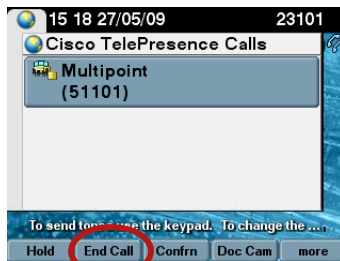 15 18 27/05/09 23101
Cisco TelePresence Calls
Multipoint
(51101)
To send tones use the keypad. To change the ...
Hold End Call Confrn Doc Cam more